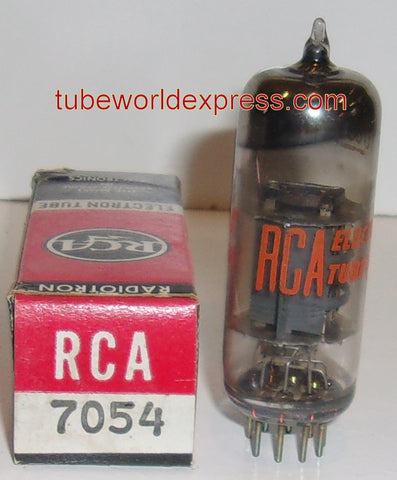 tubeworldexpress.com
ELECTRON TUBE
RCA
RADIOTRON
RCA
7054
RCA
ELEC
TUB